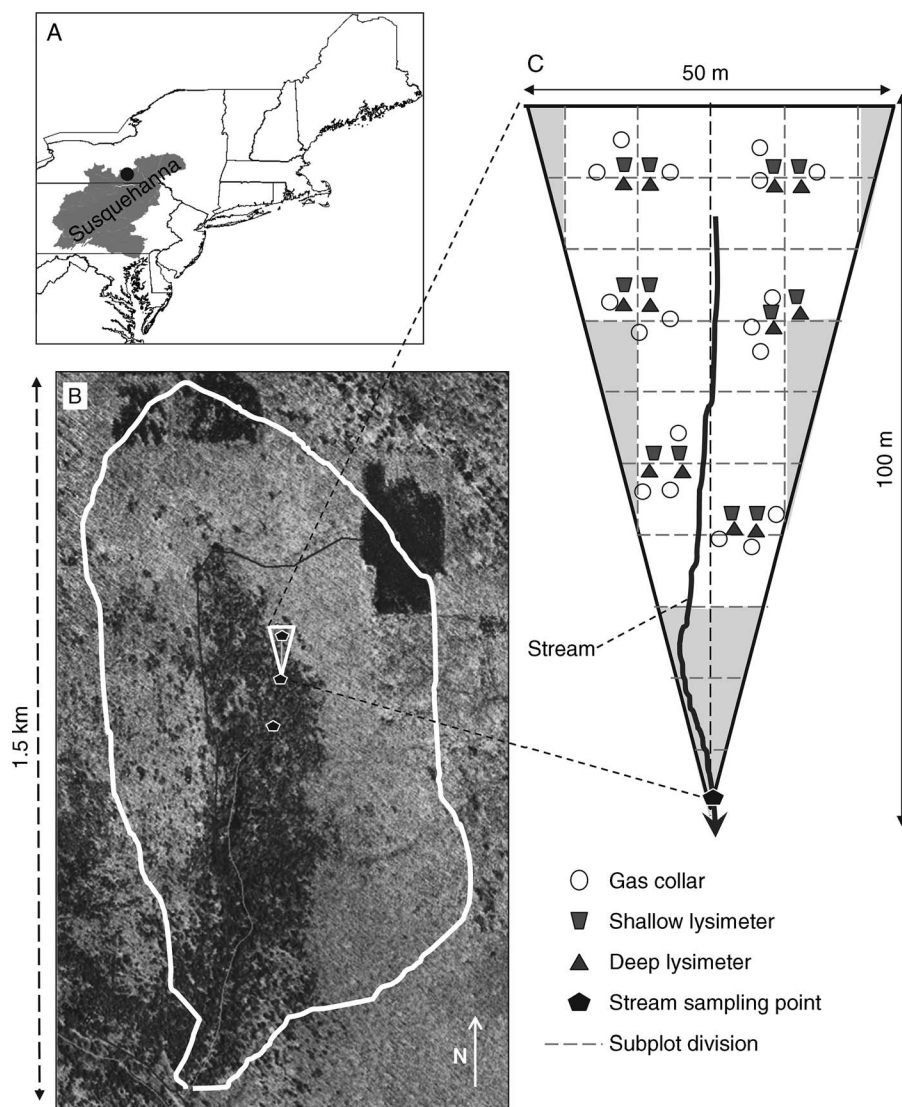 A
Susquehanna
B
1.5 km
N
C
50 m
100 m
Stream
Gas collar
Shallow lysimeter
Deep lysimeter
Stream sampling point
Subplot division